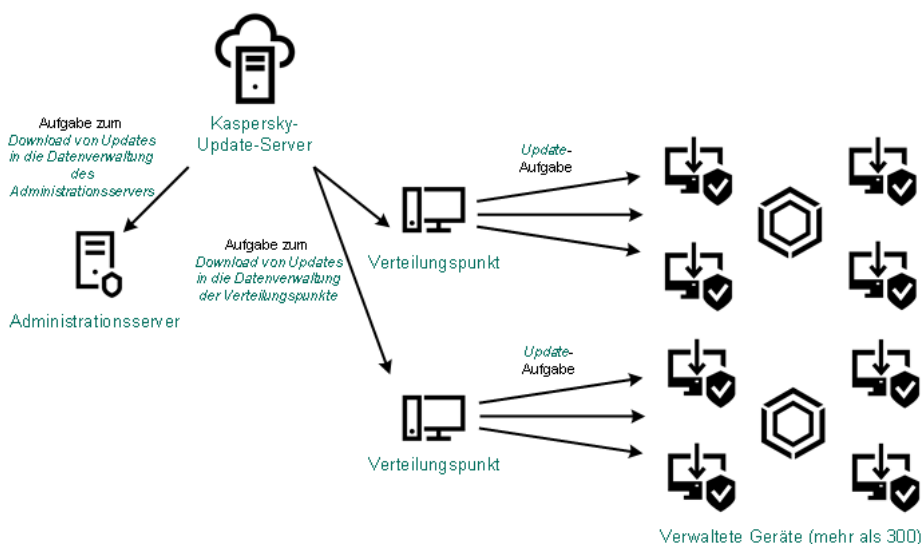 Kaspersky-
Update-Server
Aufgabe zum
Download von Updates
in die Datenverwaltung
des
Administrationsservers
Administrationsserver
Aufgabe zum
Download von Updates
in die Datenverwaltung
der Verteilungspunkte
Verteilungspunkt
Update-
Aufgabe
Verteilungspunkt
Update-
Aufgabe
Verwaltete Geräte (mehr als 300)